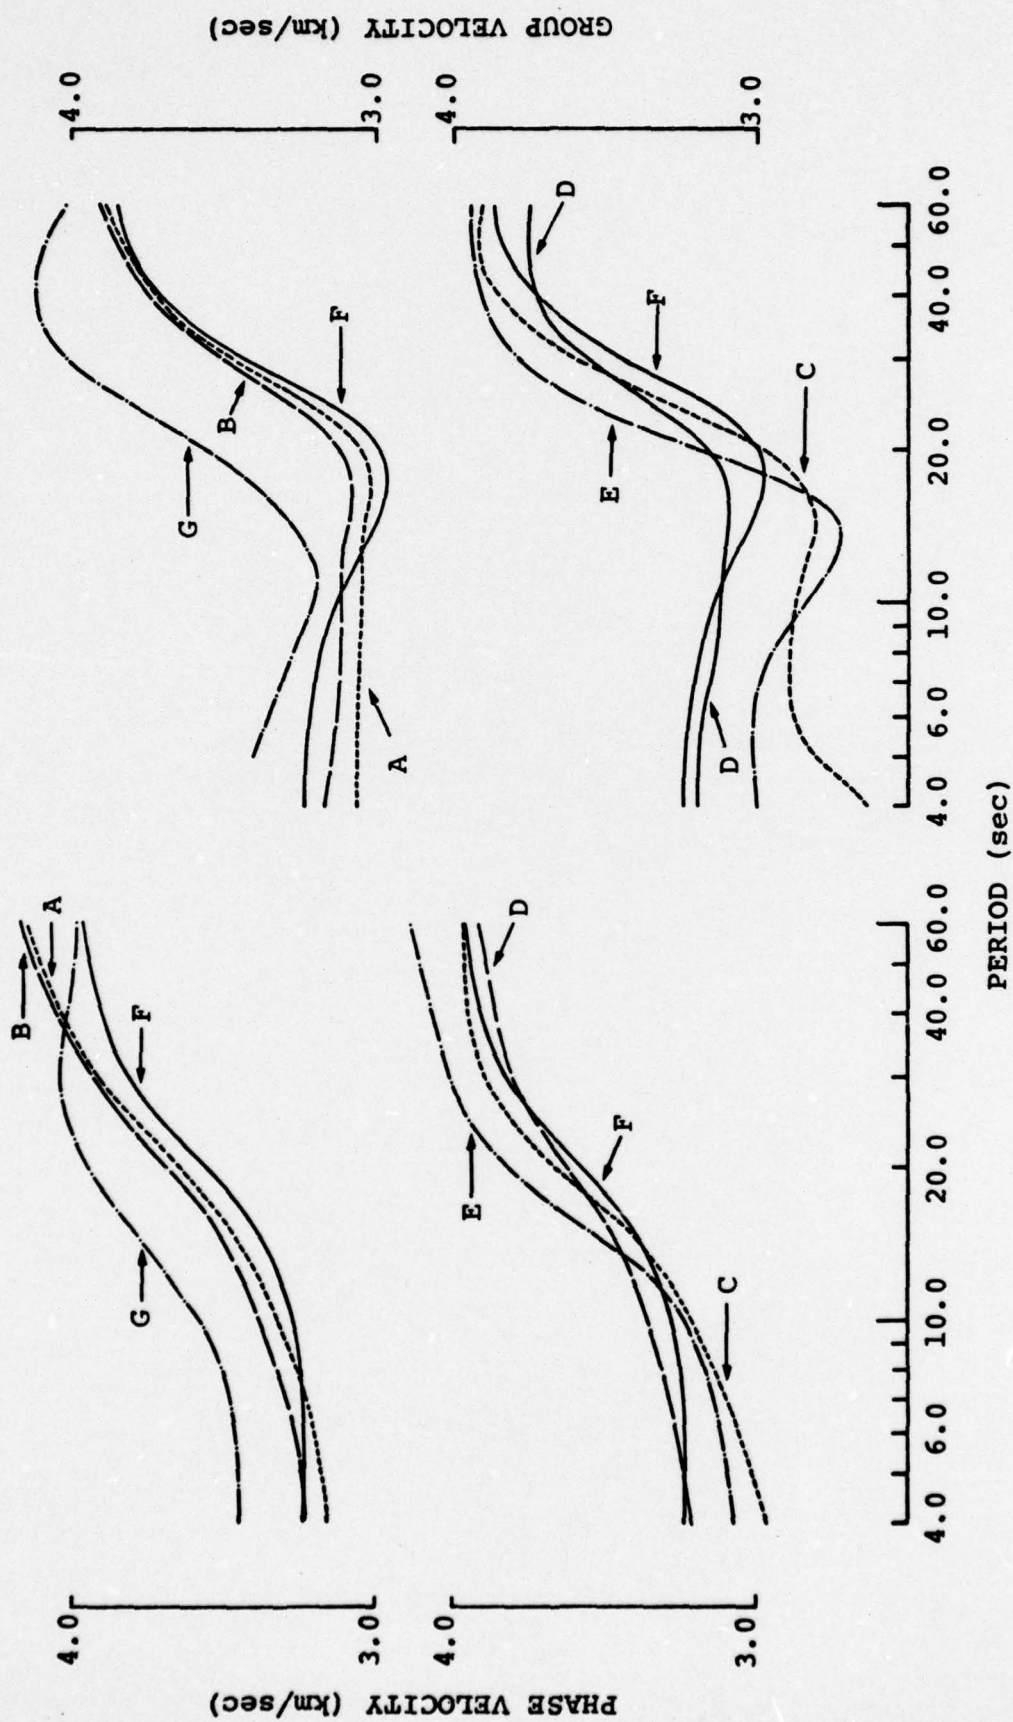 PHASE VELOCITY (km/sec)
4.0
3.0
4.0
3.0
B
A
F
G
D
E
F
C
4.0
6.0
10.0
20.0
40.0
60.0
PERIOD (sec)
G
B
F
A
D
E
F
C
D
4.0
6.0
10.0
20.0
40.0
60.0
4.0
3.0
4.0
3.0
GROUP VELOCITY (km/sec)